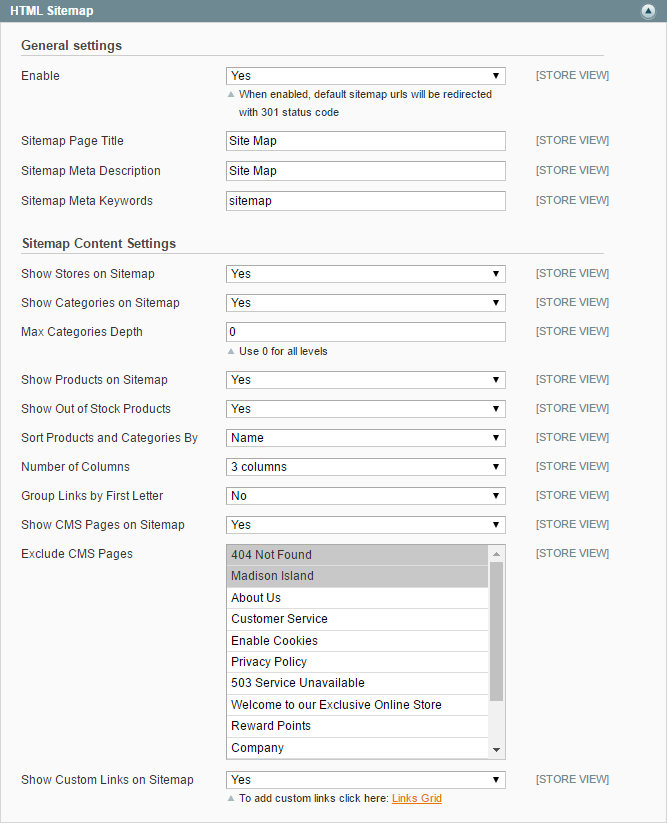 HTML Sitemap
General settings
Enable Yes [STORE VIEW]
When enabled, default sitemap urls will be redirected
with 301 status code
Sitemap Page Title Site Map [STORE VIEW]
Sitemap Meta Description Site Map [STORE VIEW]
Sitemap Meta Keywords sitemap [STORE VIEW]
Sitemap Content Settings
Show Stores on Sitemap Yes [STORE VIEW]
Show Categories on Sitemap Yes [STORE VIEW]
Max Categories Depth 0 [STORE VIEW]
Use 0 for all levels
Show Products on Sitemap Yes [STORE VIEW]
Show Out of Stock Products Yes [STORE VIEW]
Sort Products and Categories By Name [STORE VIEW]
Number of Columns 3 columns [STORE VIEW]
Group Links by First Letter No [STORE VIEW]
Show CMS Pages on Sitemap Yes [STORE VIEW]
Exclude CMS Pages 404 Not Found [STORE VIEW]
Madison Island
About Us
Customer Service
Enable Cookies
Privacy Policy
503 Service Unavailable
Welcome to our Exclusive Online Store
Reward Points
Company
Show Custom Links on Sitemap Yes [STORE VIEW]
To add custom links click here: Links Grid